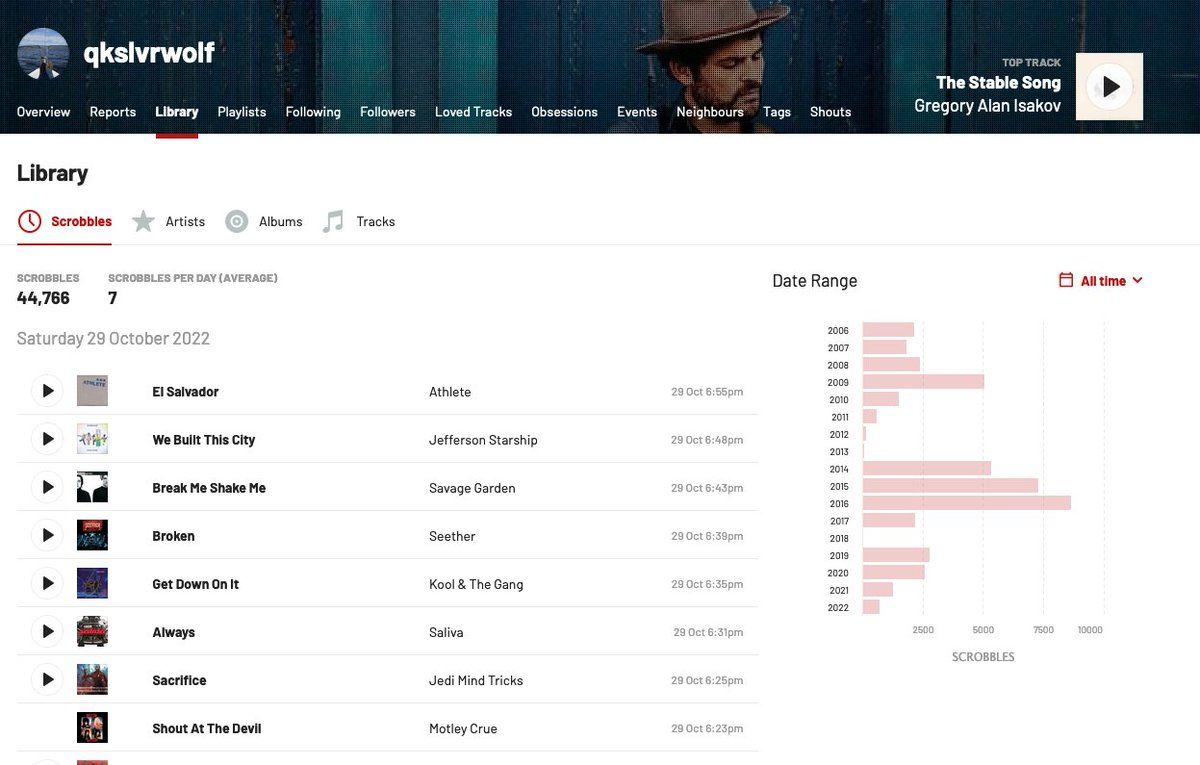 qkslvrwolf
TOP TRACK
The Stable Song
Gregory Alan Isakov
Overview Reports Library Playlists Following Followers Loved Tracks Obsessions Events Neighbours Tags Shouts
Library
Scrobbles Artists Albums Tracks
SCROBBLES SCROBBLES PER DAY (AVERAGE)
44,766 7
Date Range All time
Saturday 29 October 2022
El Salvador Athlete 29 Oct 6:55pm
We Built This City Jefferson Starship 29 Oct 6:48pm
Break Me Shake Me Savage Garden 29 Oct 6:43pm
Broken Seether 29 Oct 6:39pm
Get Down On It Kool & The Gang 29 Oct 6:35pm
Always Saliva 29 Oct 6:31pm
Sacrifice Jedi Mind Tricks 29 Oct 6:25pm
Shout At The Devil Motley Crue 29 Oct 6:23pm
2006
2007
2008
2009
2010
2011
2012
2013
2014
2015
2016
2017
2018
2019
2020
2021
2022
2500 5000 7500 10000
SCROBBLES